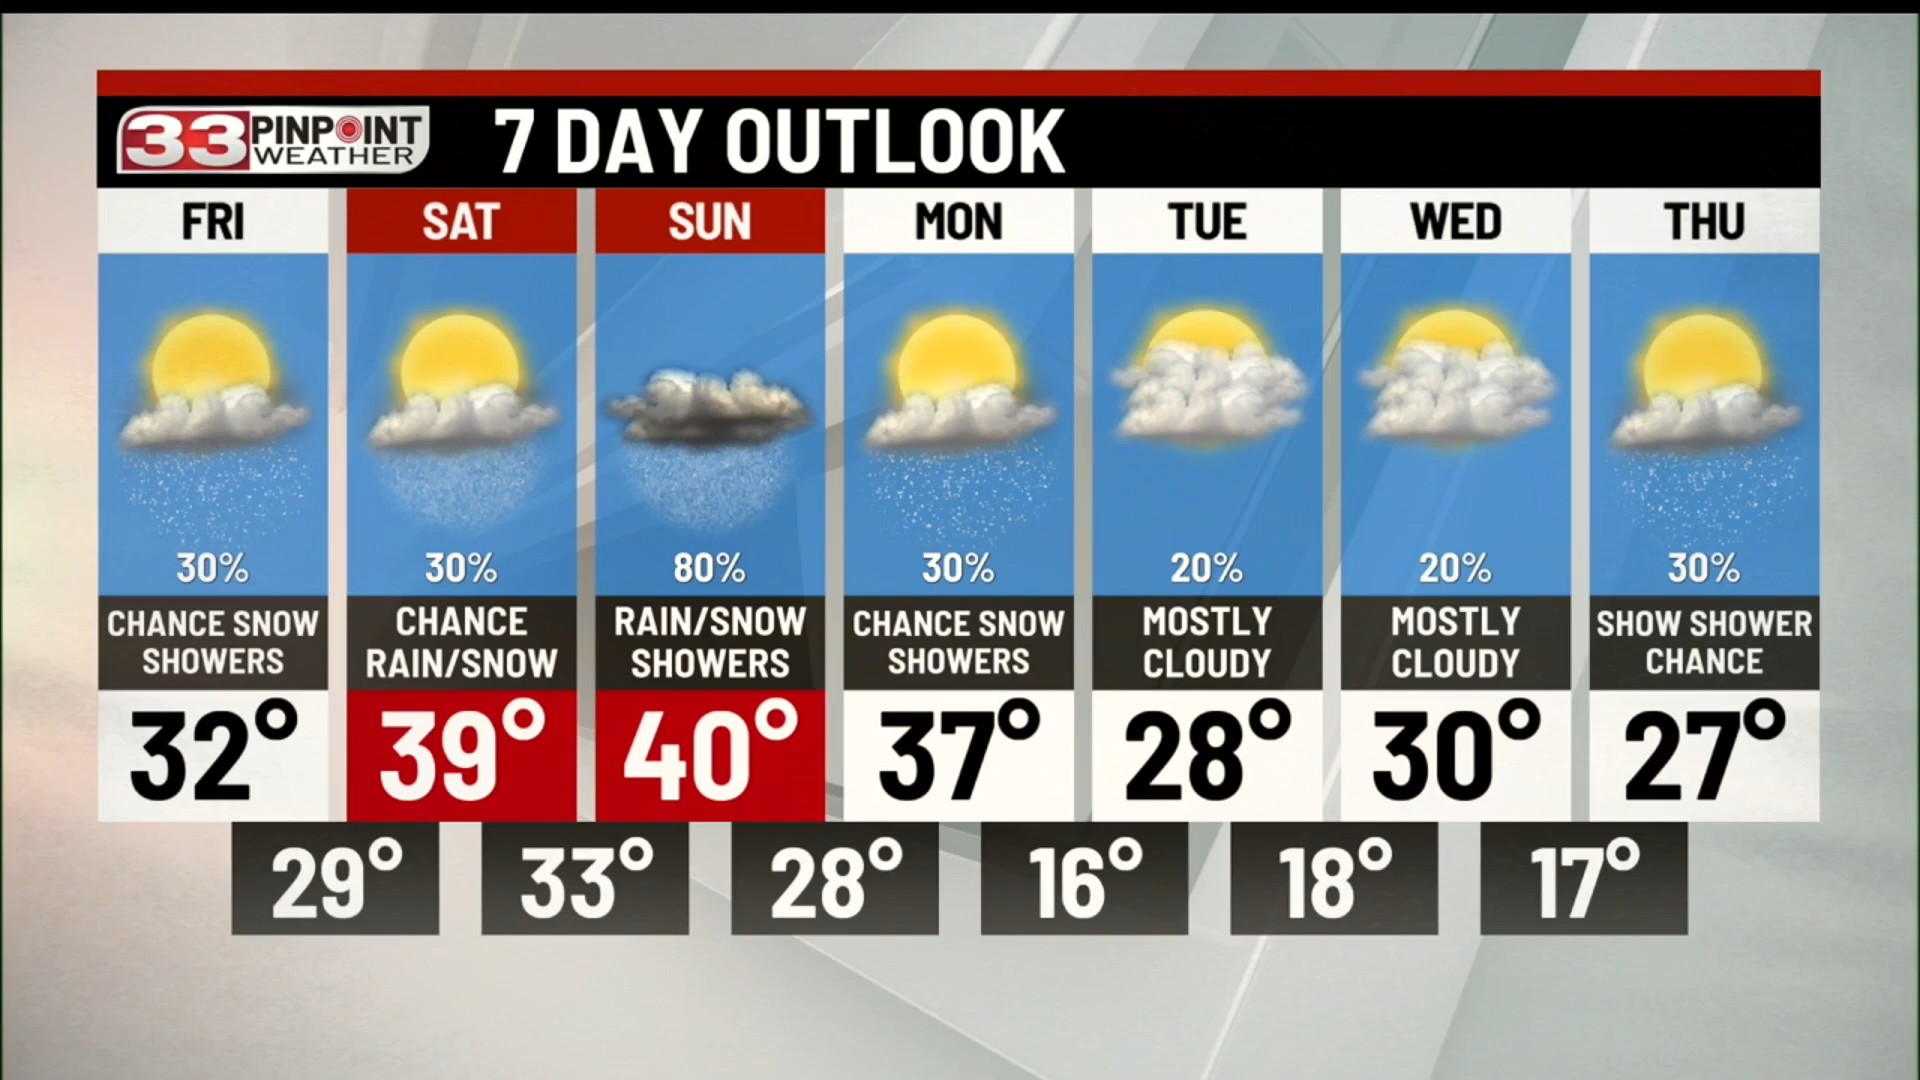 33 PINPOINT
WEATHER
7 DAY OUTLOOK
FRI
30%
CHANCE SNOW
SHOWERS
32°
SAT
30%
CHANCE
RAIN/SNOW
39°
SUN
80%
RAIN/SNOW
SHOWERS
40°
MON
30%
CHANCE SNOW
SHOWERS
37°
TUE
20%
MOSTLY
CLOUDY
28°
WED
20%
MOSTLY
CLOUDY
30°
THU
30%
SHOW SHOWER
CHANCE
27°
29° 33° 28° 16° 18° 17°